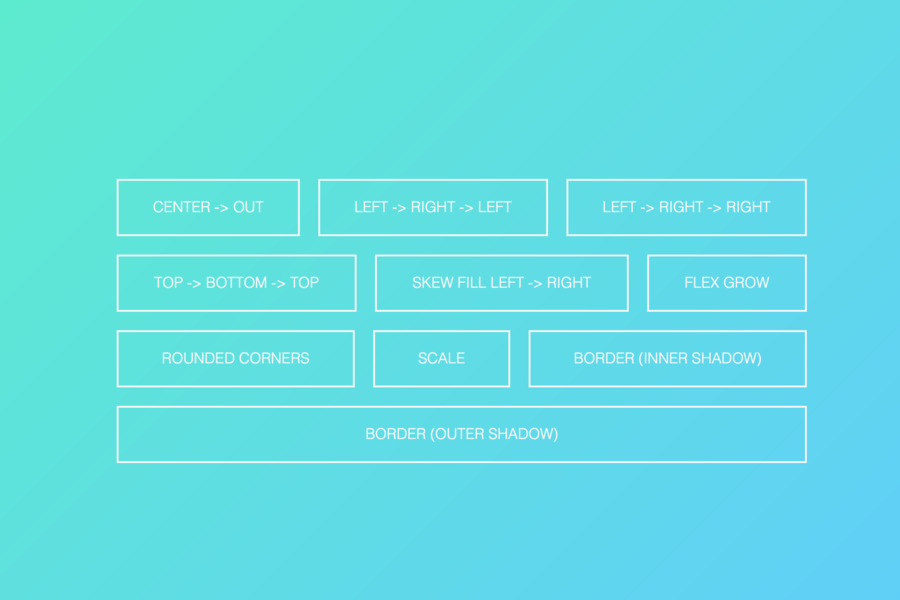 CENTER -> OUT
LEFT -> RIGHT -> LEFT
LEFT -> RIGHT -> RIGHT
TOP -> BOTTOM -> TOP
SKEW FILL LEFT -> RIGHT
FLEX GROW
ROUNDED CORNERS
SCALE
BORDER (INNER SHADOW)
BORDER (OUTER SHADOW)